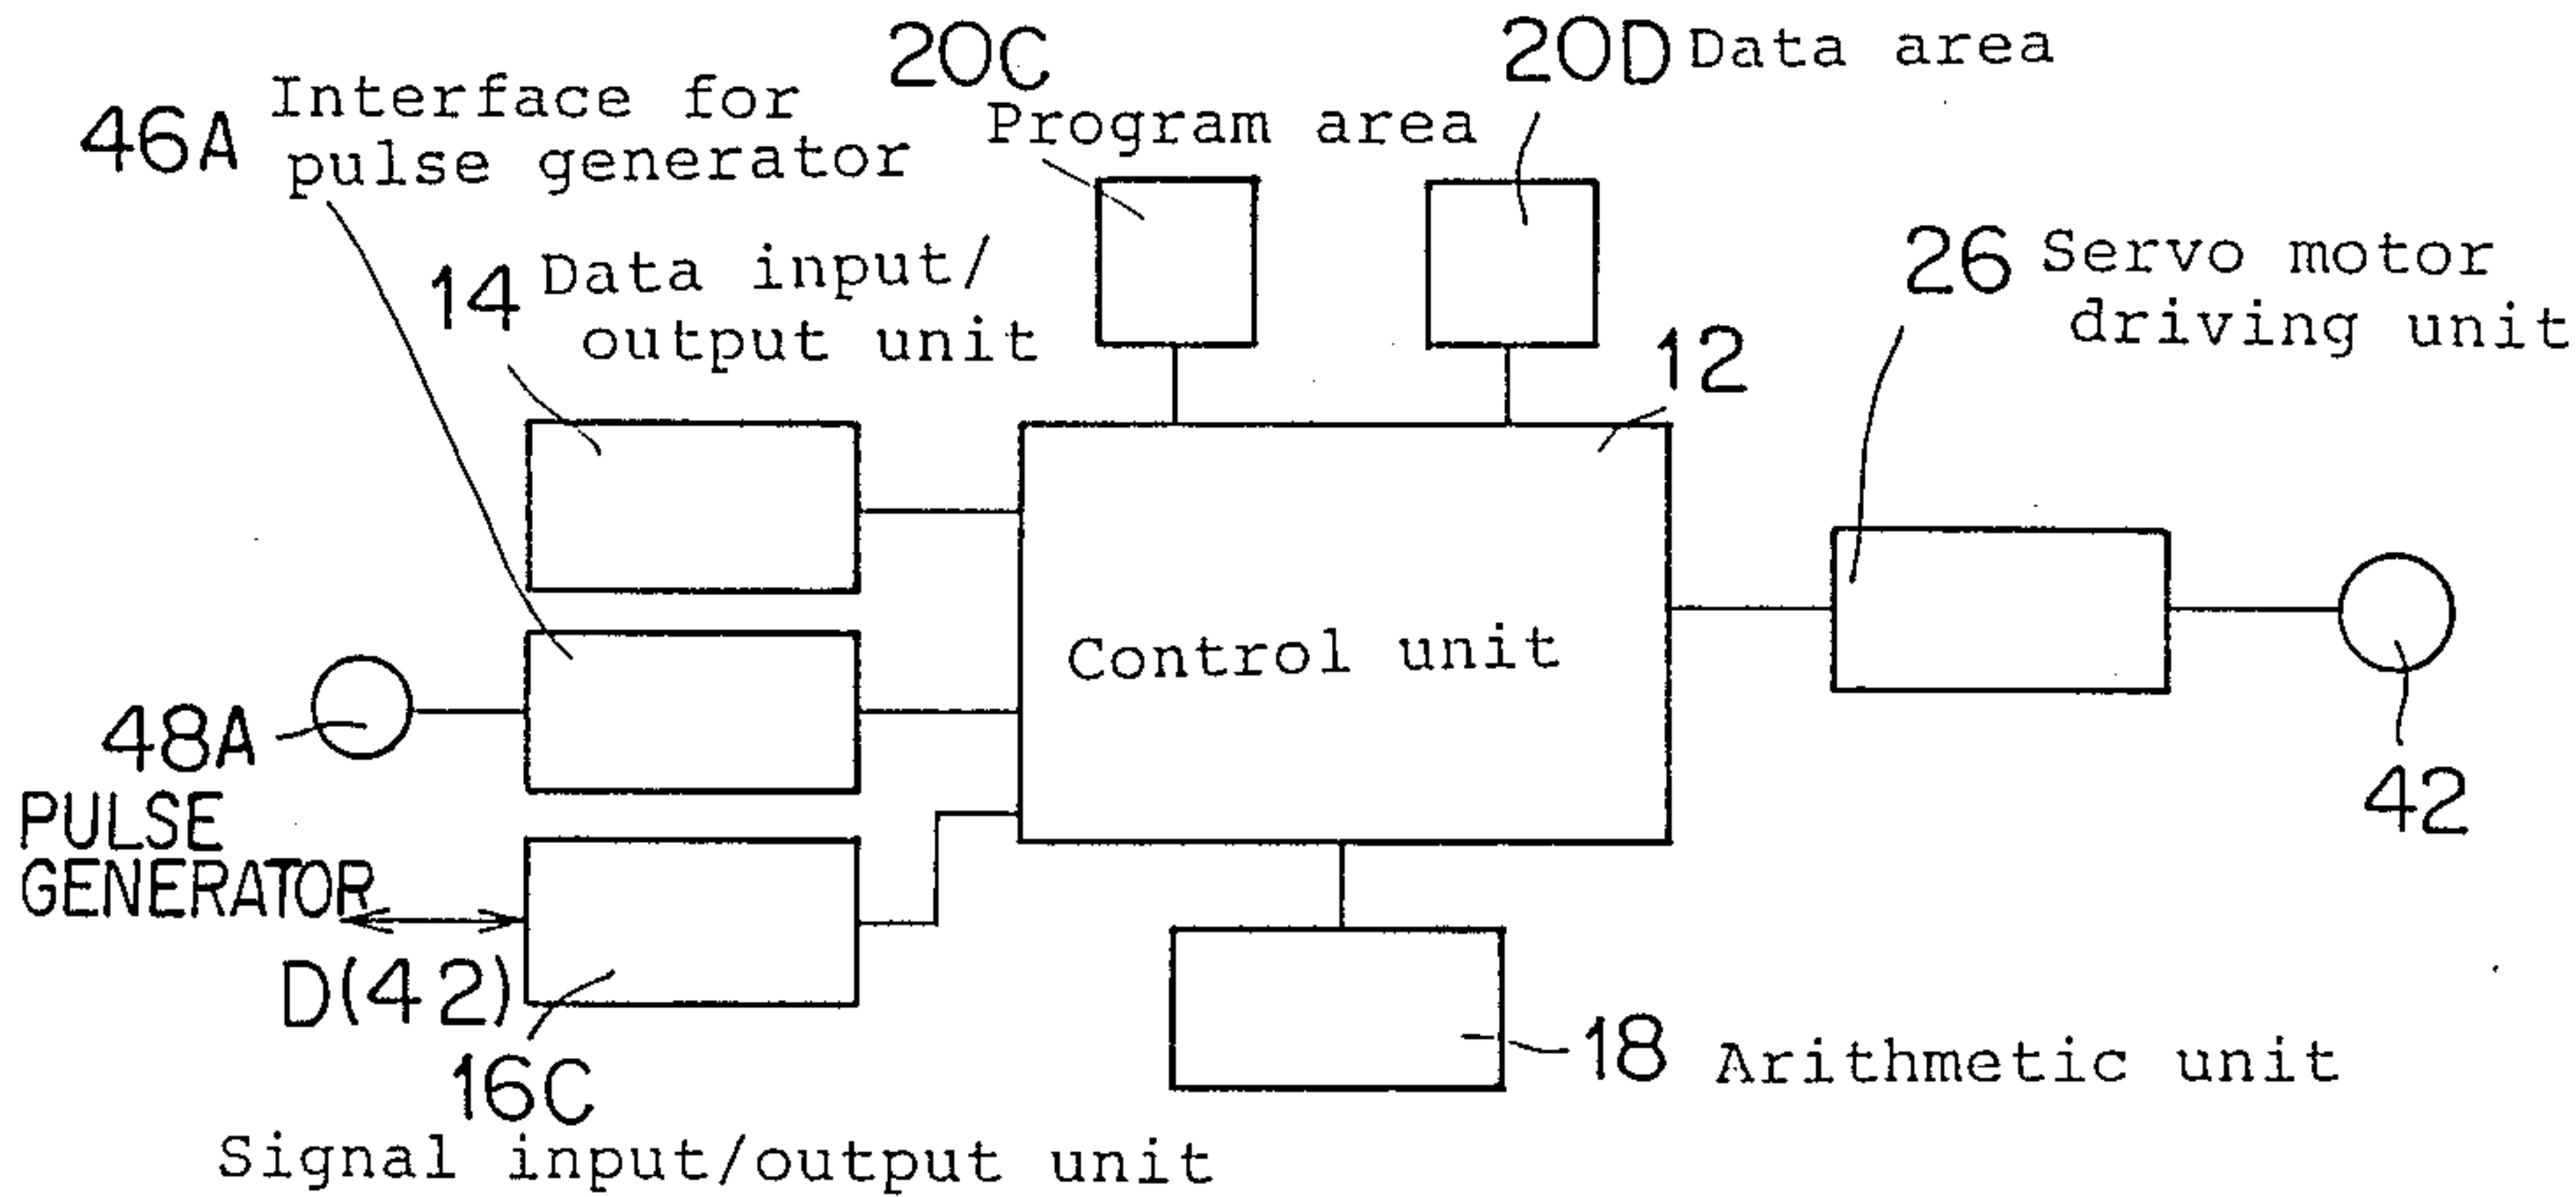 20C
20D Data area
46A Interface for
pulse generator
Program area
14 Data input/
output unit
26 Servo motor
driving unit
12
Control unit
48A
PULSE
GENERATOR
42
D(42)
16C
Signal input/output unit
18 Arithmetic unit